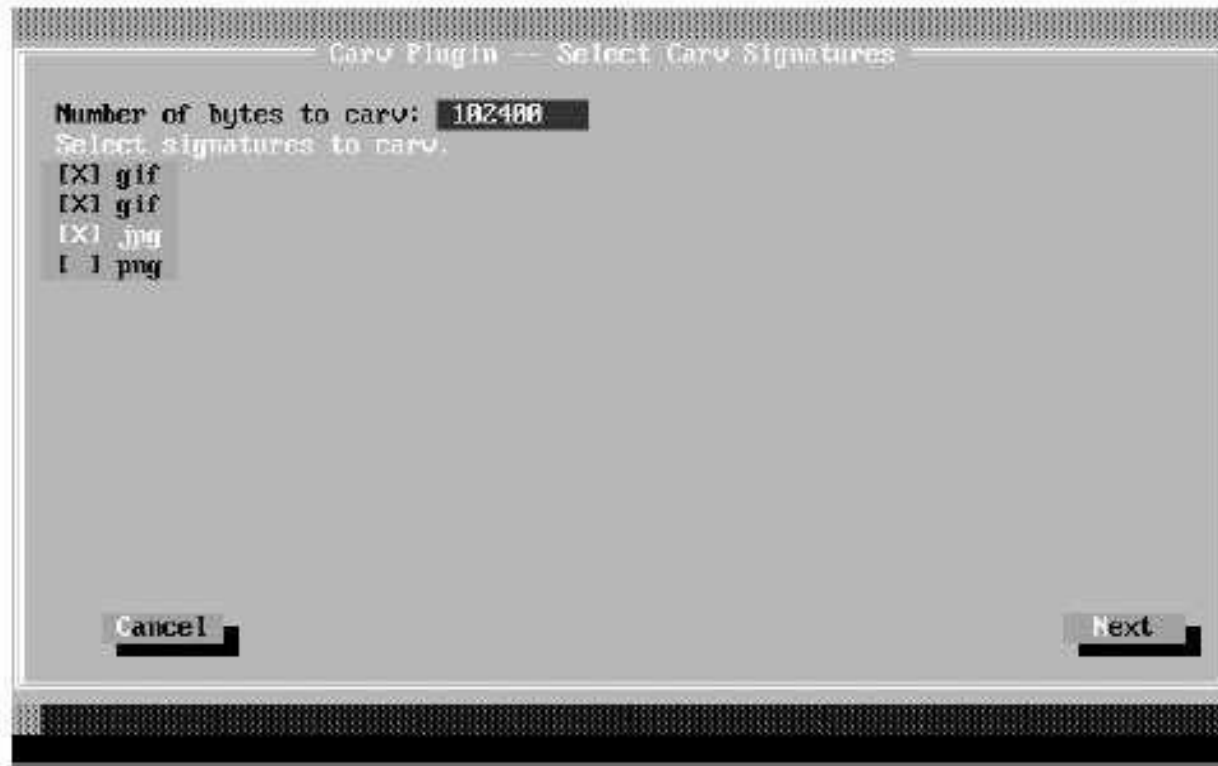 Carv Plugin -- Select Carv Signatures
Number of bytes to carv: 102400
Select signatures to carv.
[X] gif
[X] gif
[X] jpg
[ ] png
Cancel
Next